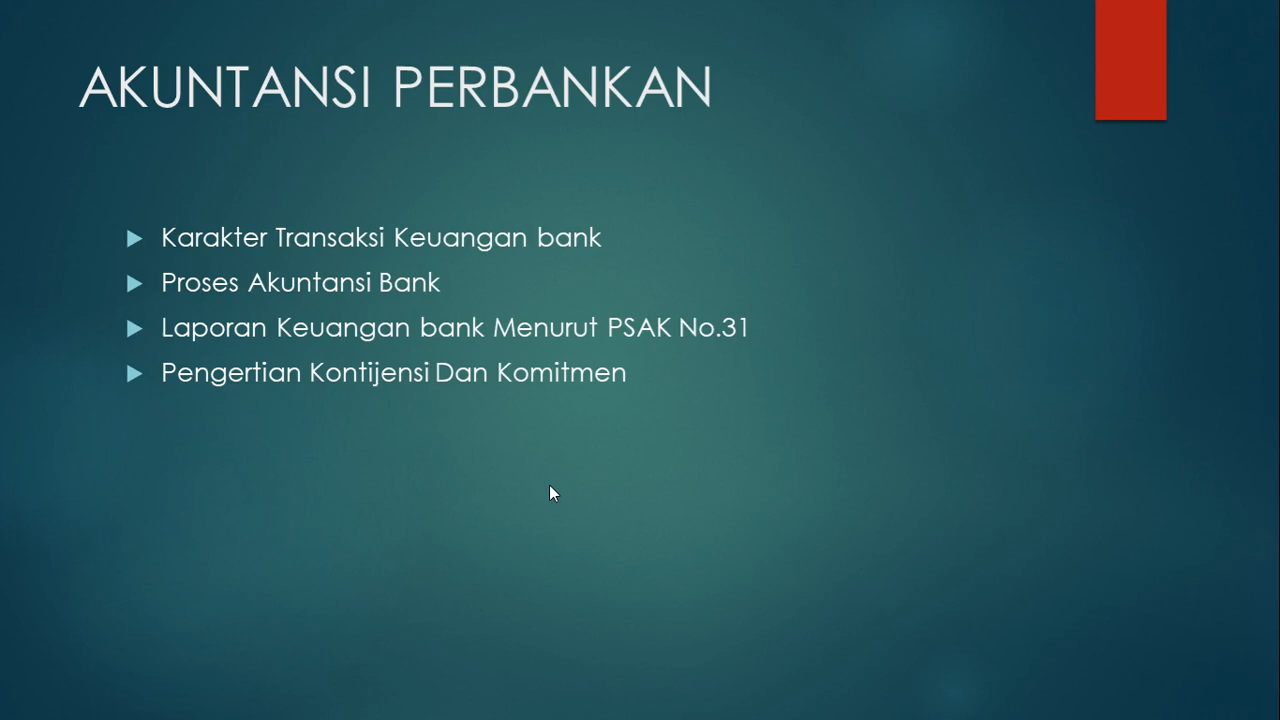 AKUNTANSI PERBANKAN
Karakter Transaksi Keuangan bank
Proses Akuntansi Bank
Laporan Keuangan bank Menurut PSAK No.31
Pengertian Kontijensi Dan Komitmen